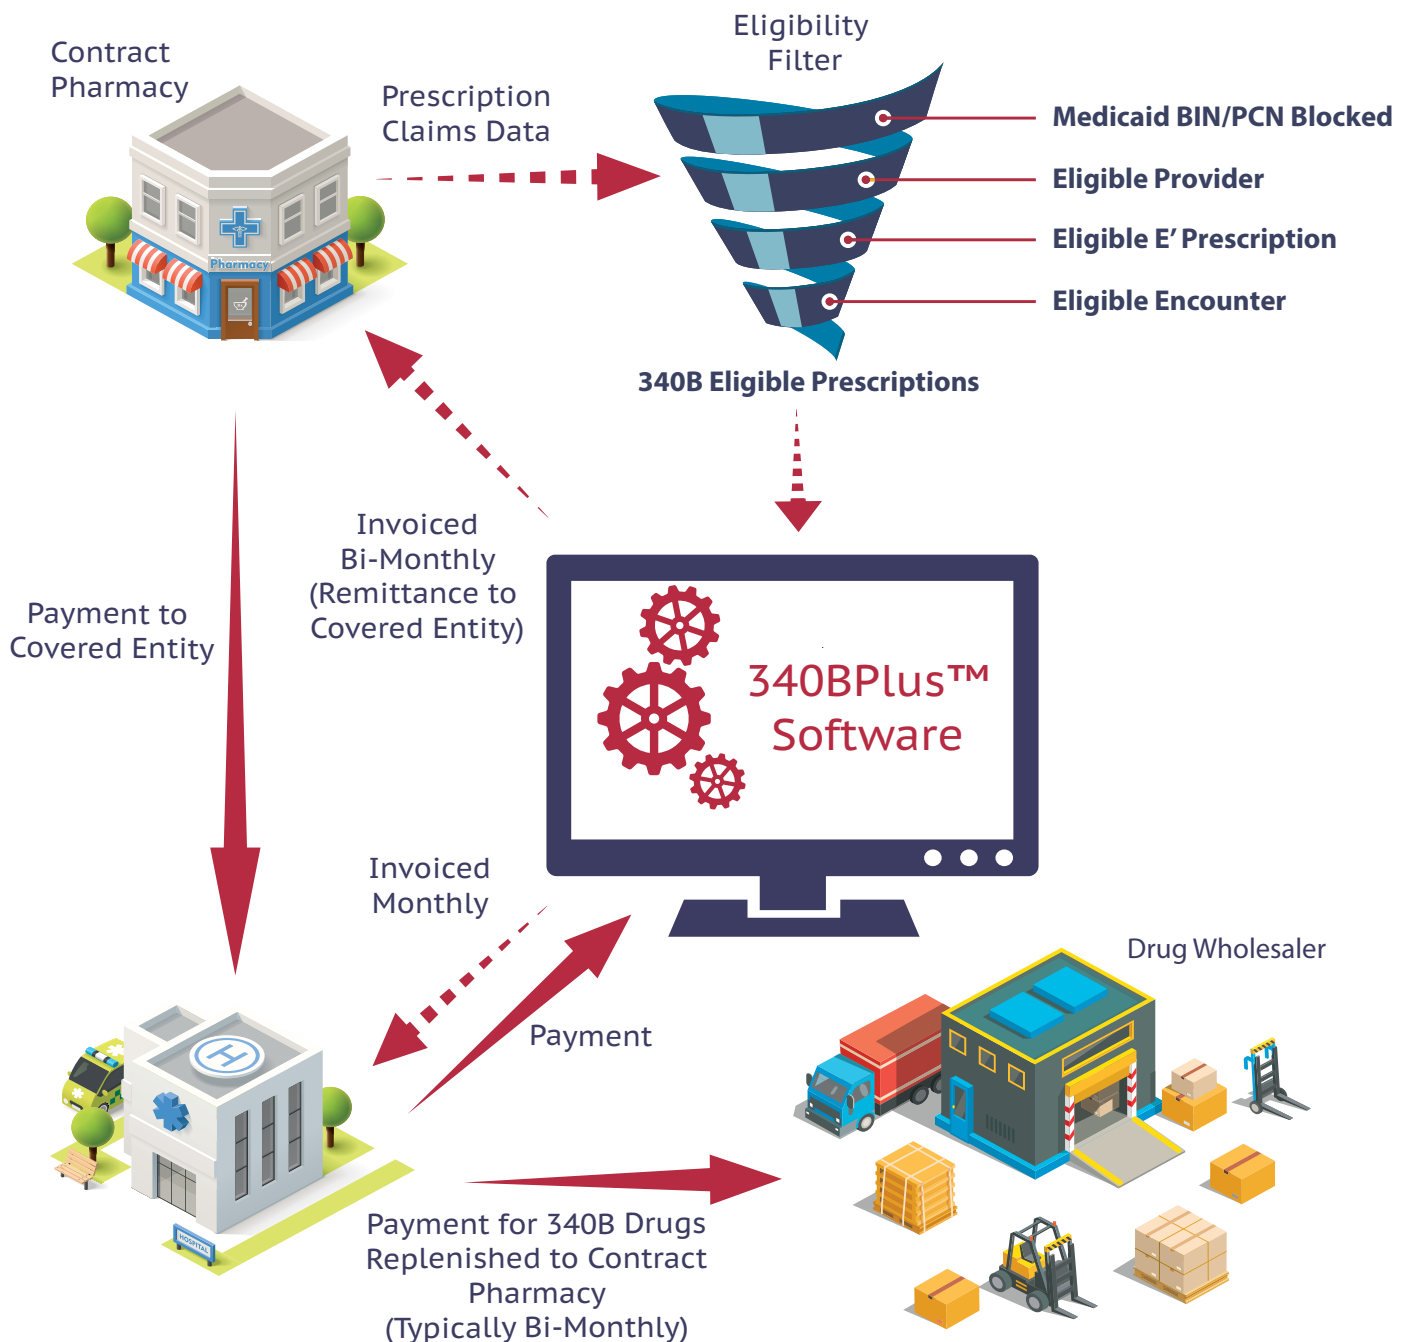 Contract
Pharmacy
Prescription
Claims Data
Eligibility
Filter
Medicaid BIN/PCN Blocked
Eligible Provider
Eligible E’ Prescription
Eligible Encounter
Pharmacy
340B Eligible Prescriptions
Invoiced
Bi-Monthly
(Remittance to
Covered Entity)
Payment to
Covered Entity
340BPlus™
Software
Invoiced
Monthly
Payment
Drug Wholesaler
H
HOSPITAL
Payment for 340B Drugs
Replenished to Contract
Pharmacy
(Typically Bi-Monthly)